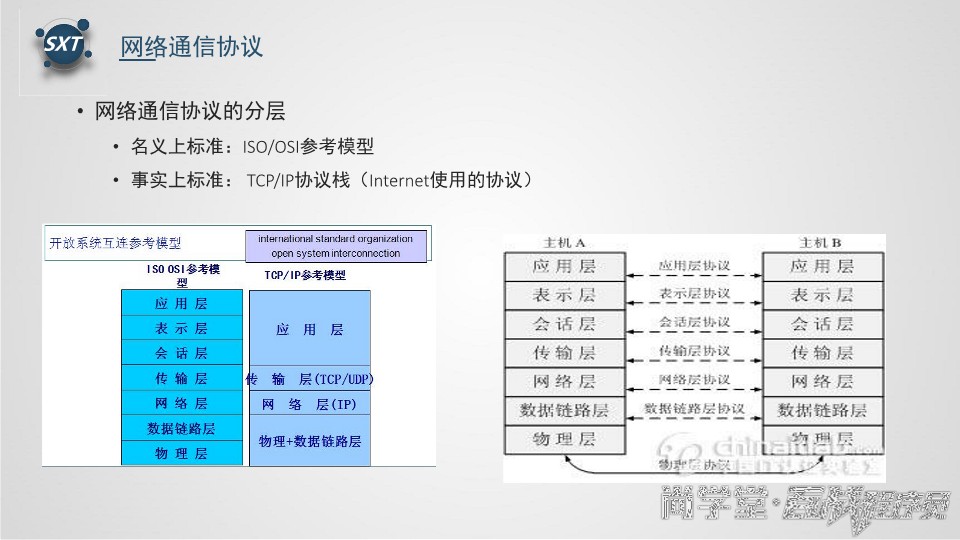 SXT
网络通信协议
• 网络通信协议的分层
• 名义上标准：ISO/OSI参考模型
• 事实上标准： TCP/IP协议栈（Internet使用的协议）
开放系统互连参考模型
international standard organization
open system interconnection
ISO OSI参考模
型
TCP/IP参考模型
应 用 层
表 示 层
会 话 层
传 输 层
网 络 层
数据链路层
物 理 层
应 用 层
传 输 层(TCP/UDP)
网 络 层(IP)
物理+数据链路层
主机 A
主机 B
应 用 层 应用层协议 应 用 层
表 示 层 表示层协议 表 示 层
会 话 层 会话层协议 会 话 层
传 输 层 传输层协议 传 输 层
网 络 层 网络层协议 网 络 层
数据链路层 数据链路层协议 数据链路层
物 理 层 物 理 层
物理层协议
chinaitlab.com
尚学堂·